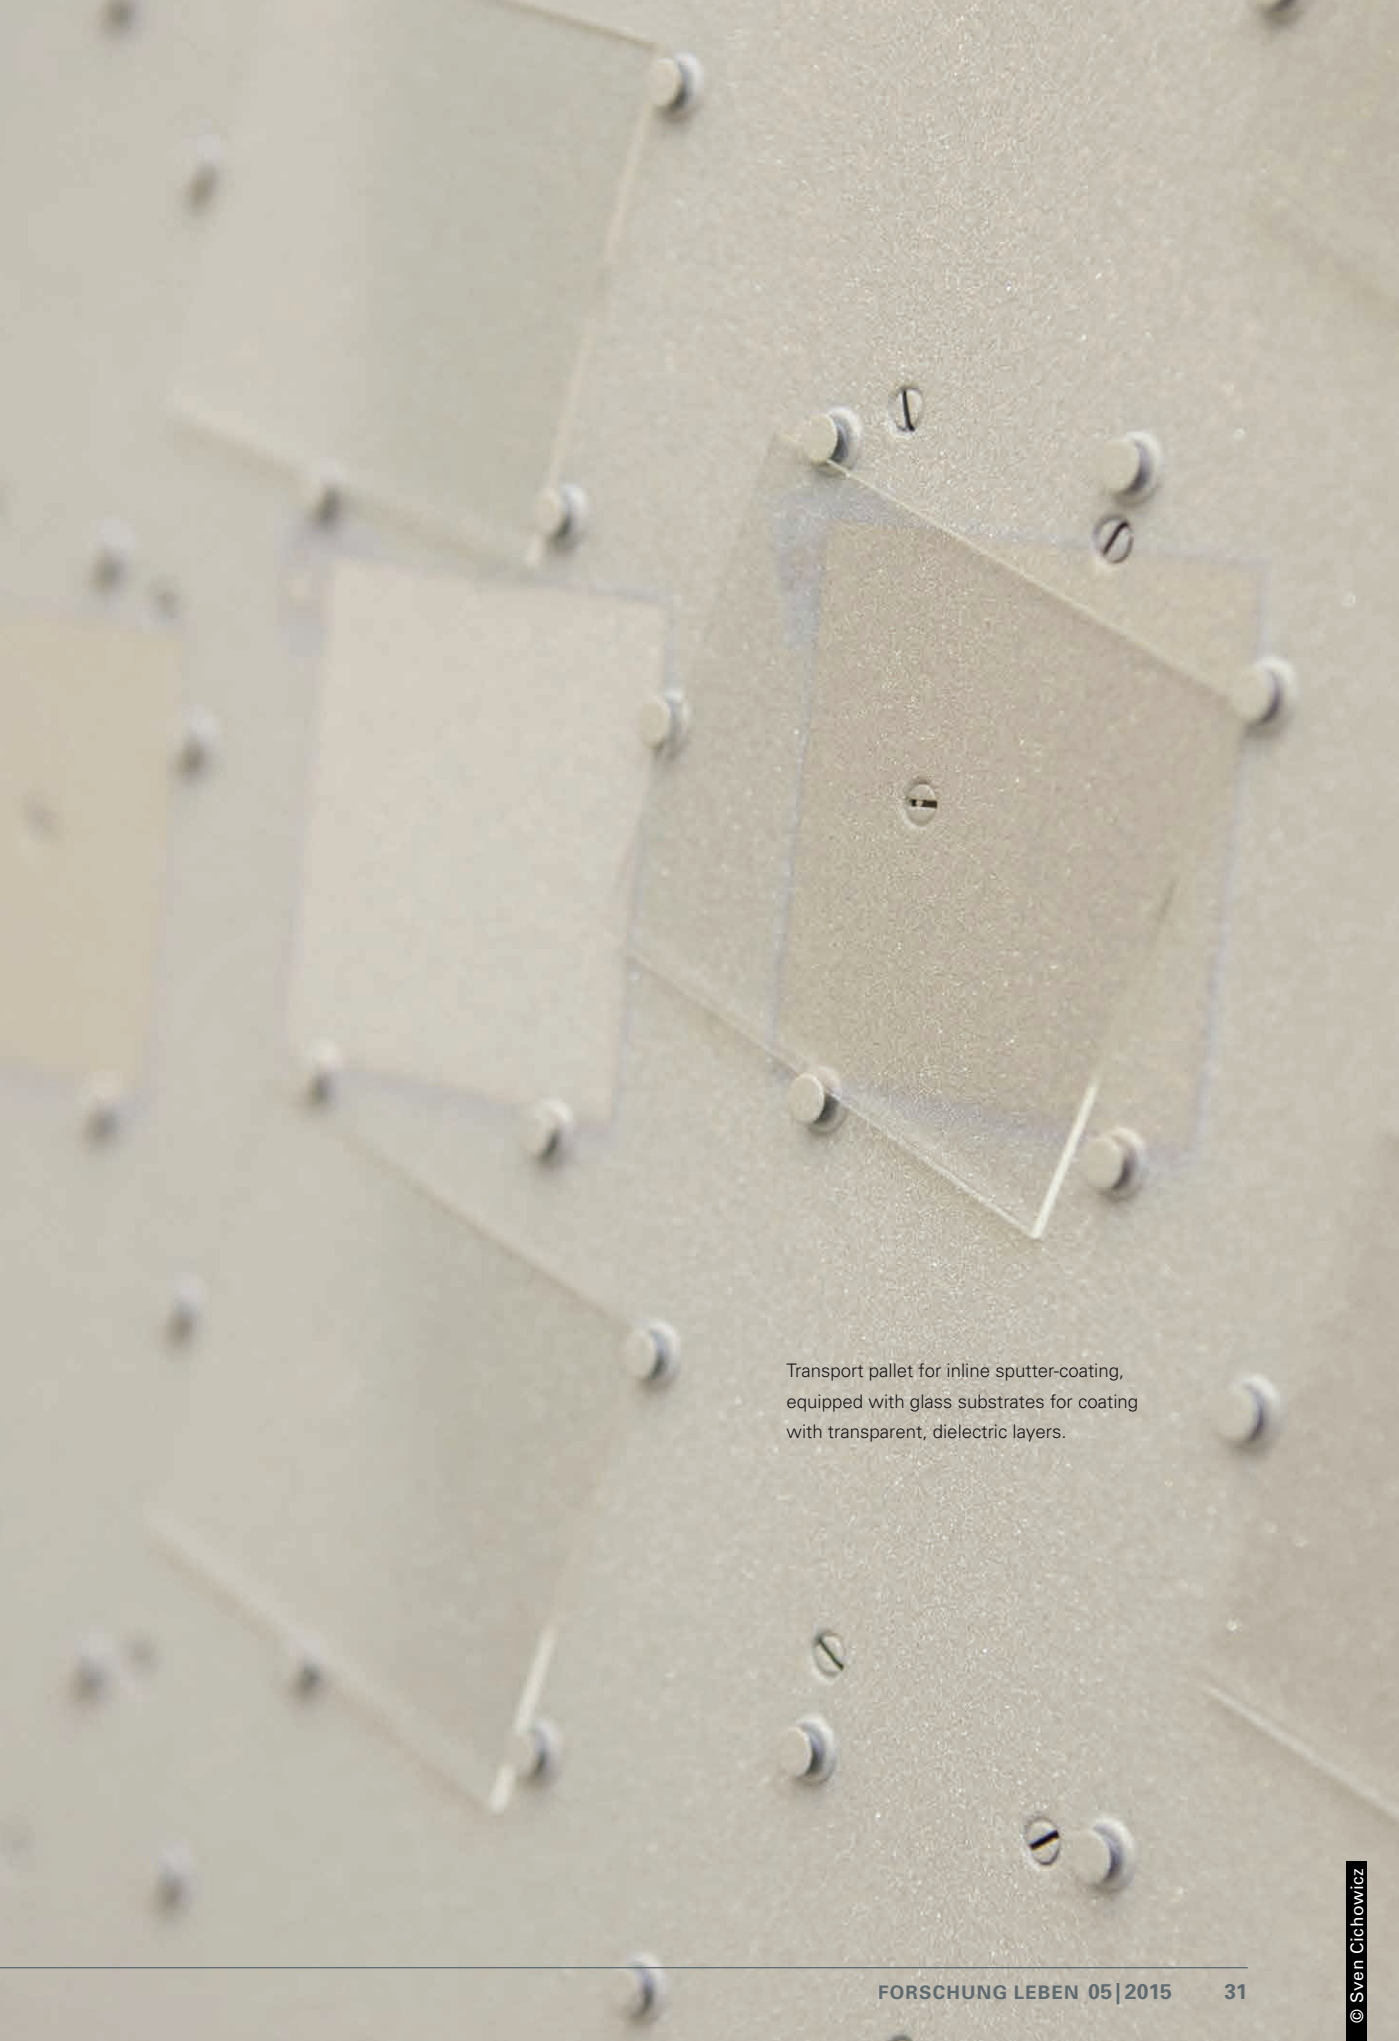 Transport pallet for inline sputter-coating,
equipped with glass substrates for coating
with transparent, dielectric layers.
FORSCHUNG LEBEN 05|2015 31
© Sven Cichowicz